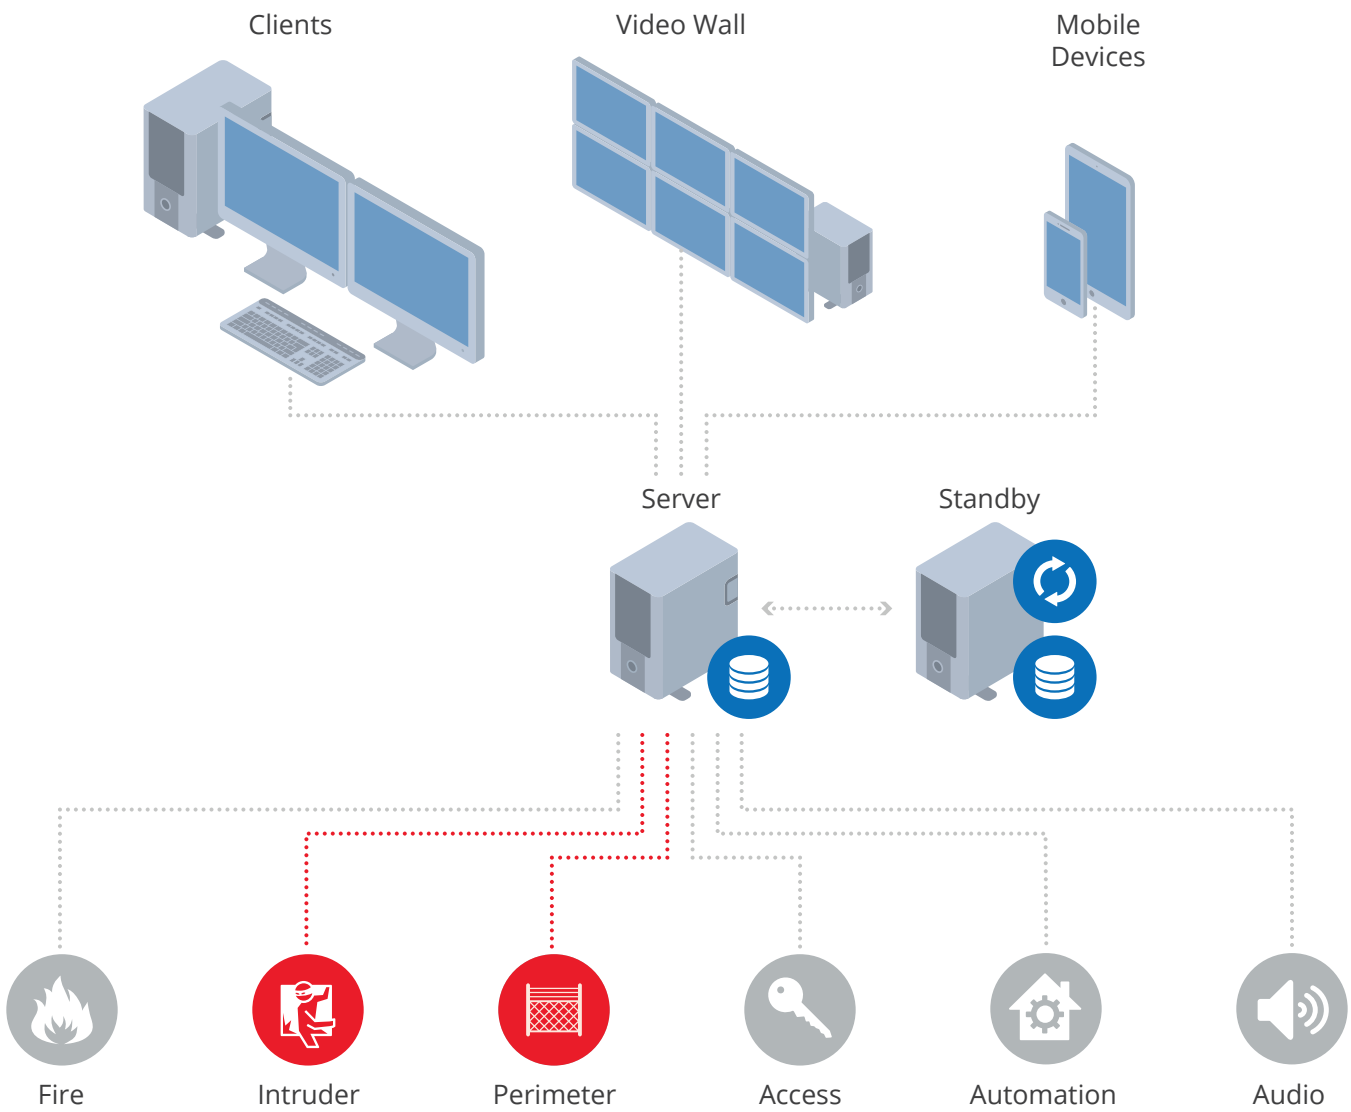 Clients
Video Wall
Mobile
Devices
Server
Standby
Fire
Intruder
Perimeter
Access
Automation
Audio